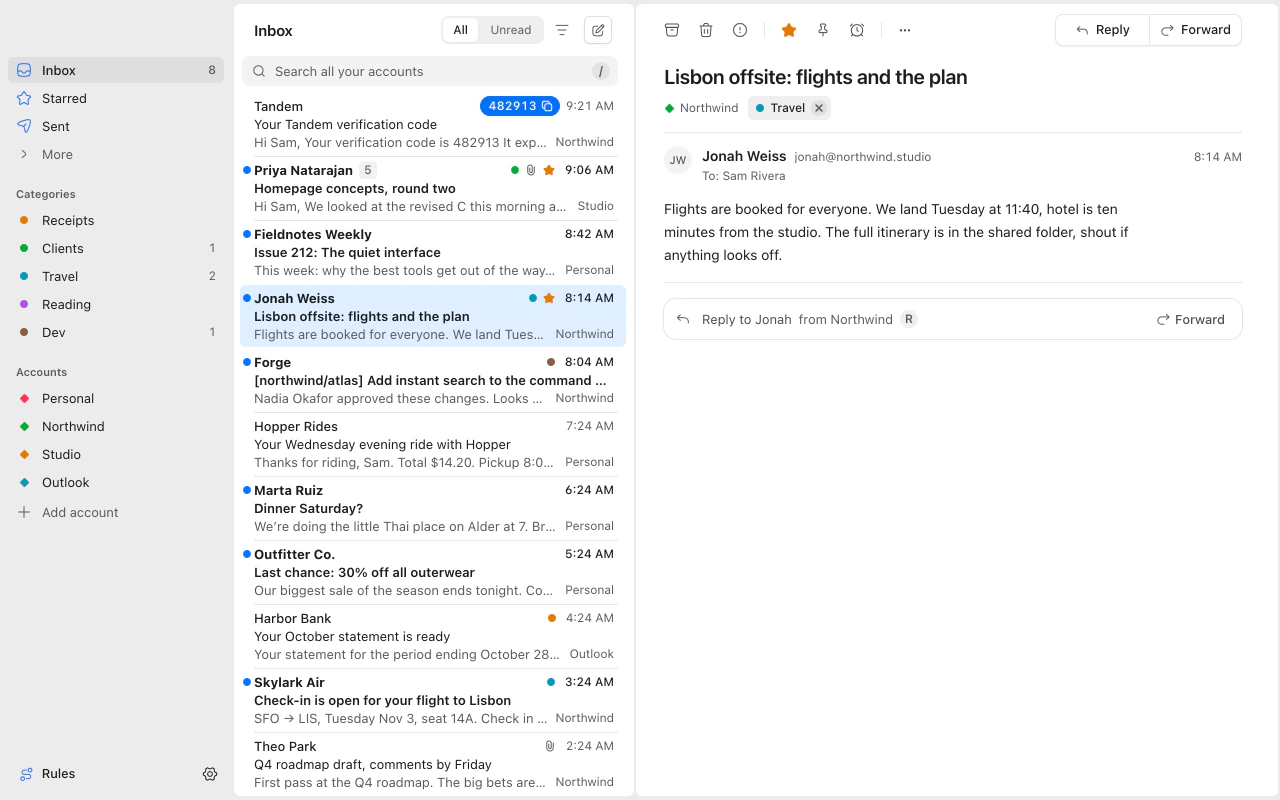 Inbox
8
Starred
Sent
More
Categories
Receipts
Clients
1
Travel
2
Reading
Dev
1
Accounts
Personal
Northwind
Studio
Outlook
Add account
Rules
Inbox
All
Unread
Search all your accounts
/
Tandem
482913
9:21 AM
Your Tandem verification code
Hi Sam, Your verification code is 482913 It exp...
Northwind
Priya Natarajan
5
9:06 AM
Homepage concepts, round two
Hi Sam, We looked at the revised C this morning a...
Studio
Fieldnotes Weekly
8:42 AM
Issue 212: The quiet interface
This week: why the best tools get out of the way...
Personal
Jonah Weiss
8:14 AM
Lisbon offsite: flights and the plan
Flights are booked for everyone. We land Tues...
Northwind
Forge
8:04 AM
[northwind/atlas] Add instant search to the command ...
Nadia Okafor approved these changes. Looks ...
Northwind
Hopper Rides
7:24 AM
Your Wednesday evening ride with Hopper
Thanks for riding, Sam. Total $14.20. Pickup 8:0...
Personal
Marta Ruiz
6:24 AM
Dinner Saturday?
We're doing the little Thai place on Alder at 7. Br...
Personal
Outfitter Co.
5:24 AM
Last chance: 30% off all outerwear
Our biggest sale of the season ends tonight. Co...
Personal
Harbor Bank
4:24 AM
Your October statement is ready
Your statement for the period ending October 28...
Outlook
Skylark Air
3:24 AM
Check-in is open for your flight to Lisbon
SFO → LIS, Tuesday Nov 3, seat 14A. Check in ...
Northwind
Theo Park
2:24 AM
Q4 roadmap draft, comments by Friday
First pass at the Q4 roadmap. The big bets are...
Northwind
Reply
Forward
Lisbon offsite: flights and the plan
Northwind
Travel
JW
Jonah Weiss jonah@northwind.studio
8:14 AM
To: Sam Rivera
Flights are booked for everyone. We land Tuesday at 11:40, hotel is ten
minutes from the studio. The full itinerary is in the shared folder, shout if
anything looks off.
Reply to Jonah from Northwind
R
Forward